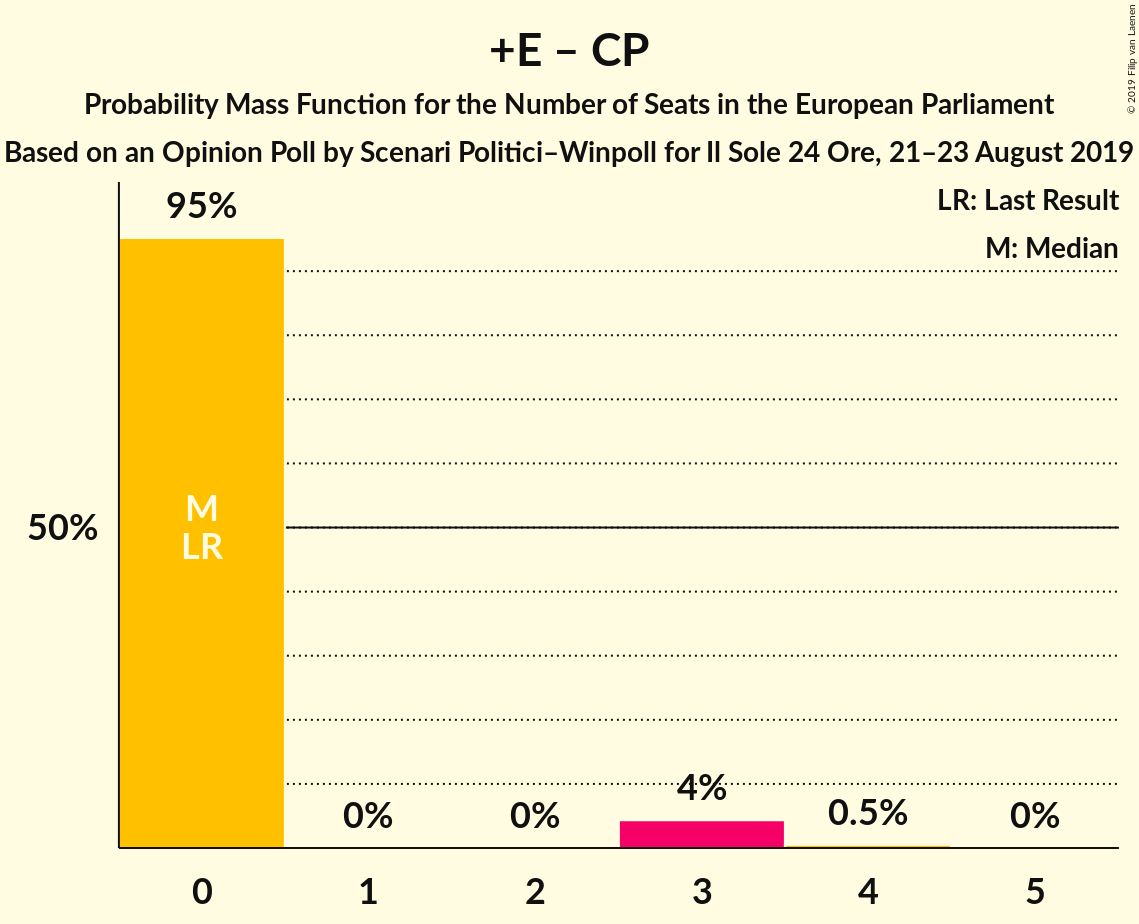 +E – CP
Probability Mass Function for the Number of Seats in the European Parliament
Based on an Opinion Poll by Scenari Politici–Winpoll for Il Sole 24 Ore, 21–23 August 2019
© 2019 Filip van Laenen
LR: Last Result
M: Median
95%
M
LR
50%
0%
0%
4%
0.5%
0%
0
1
2
3
4
5